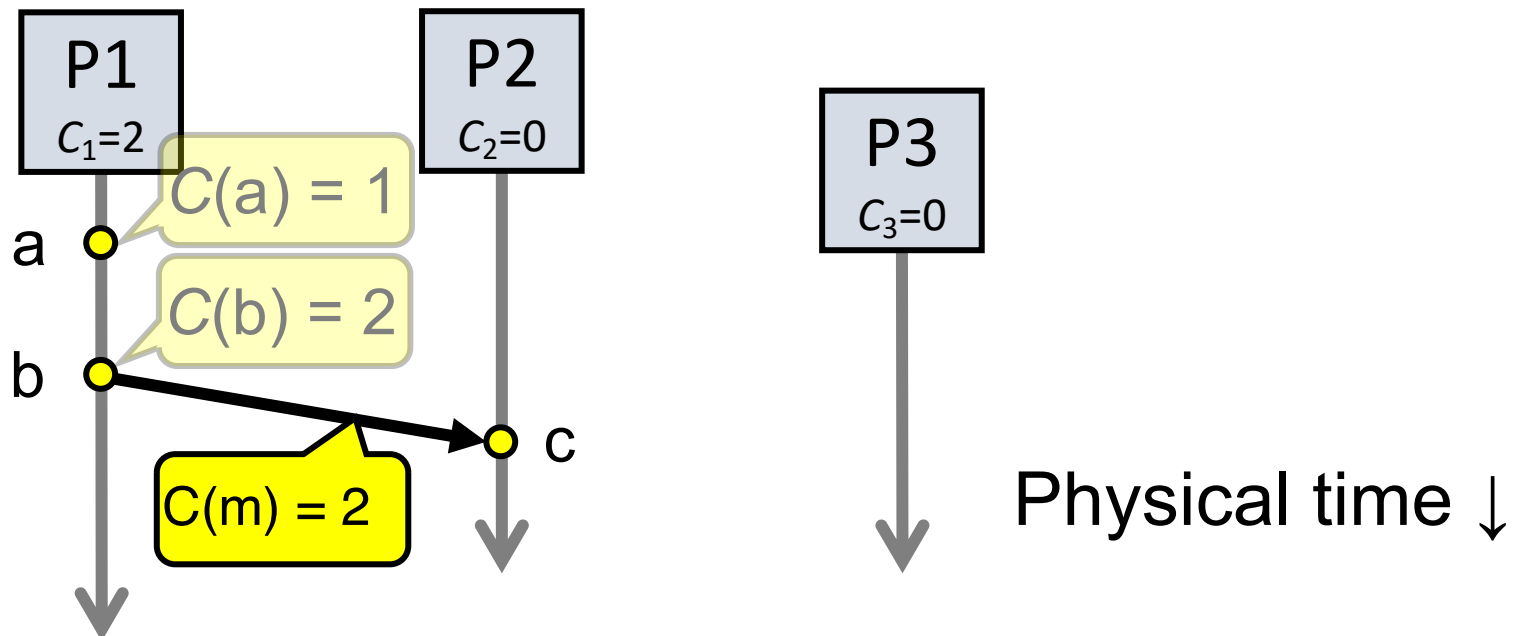 P1
C₁=2
P2
C₂=0
P3
C₃=0
C(a) = 1
a
C(b) = 2
b
c
C(m) = 2
Physical time ↓